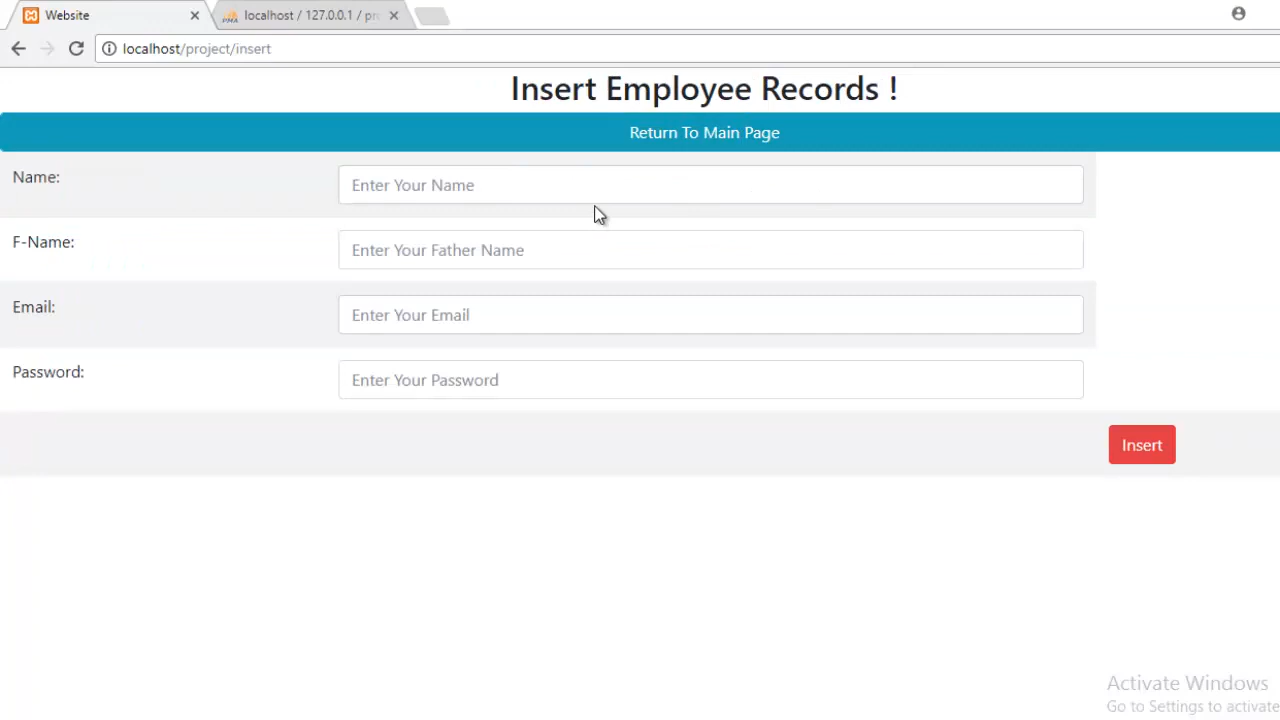 Website
localhost / 127.0.0.1 / pr
localhost/project/insert
Insert Employee Records !
Return To Main Page
Name:
Enter Your Name
F-Name:
Enter Your Father Name
Email:
Enter Your Email
Password:
Enter Your Password
Insert
Activate Windows
Go to Settings to activate